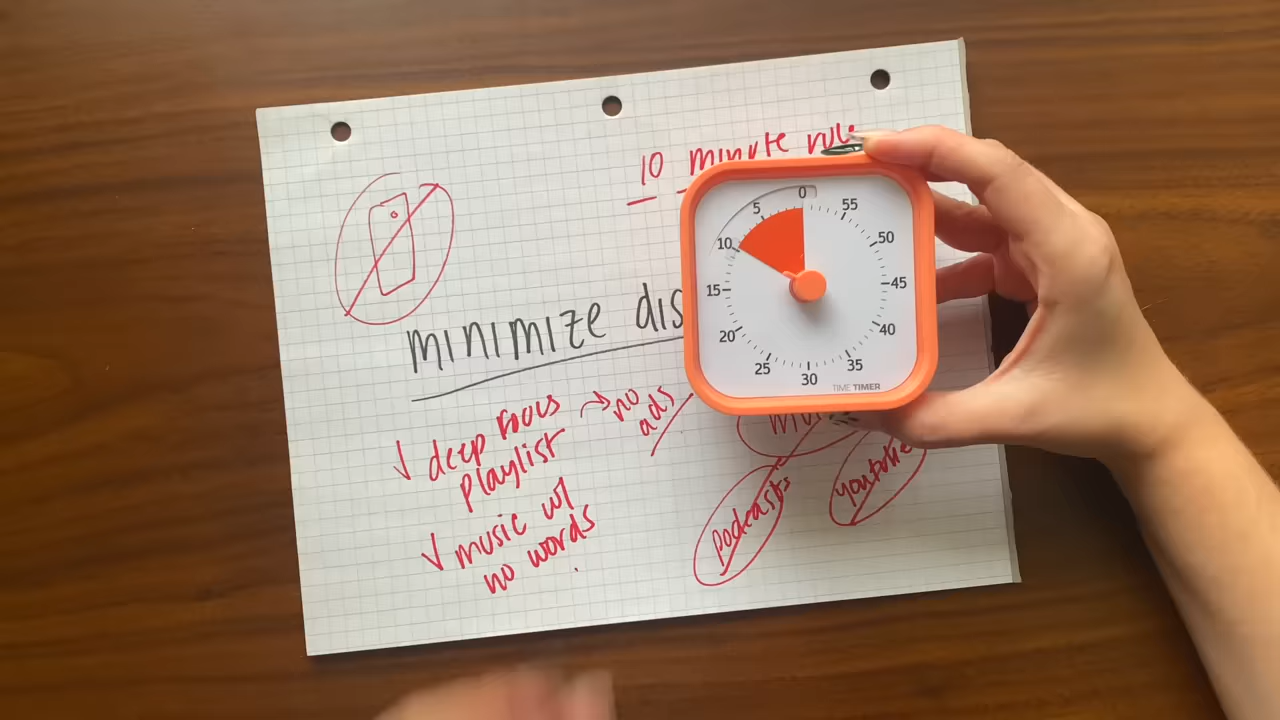 10 minute rule
0
5
55
10
50
15
45
20
40
25
35
30
TIME TIMER
minimize dis
✓ deep focus → no ads
playlist
✓ music w/
no words
podcasts
youtube